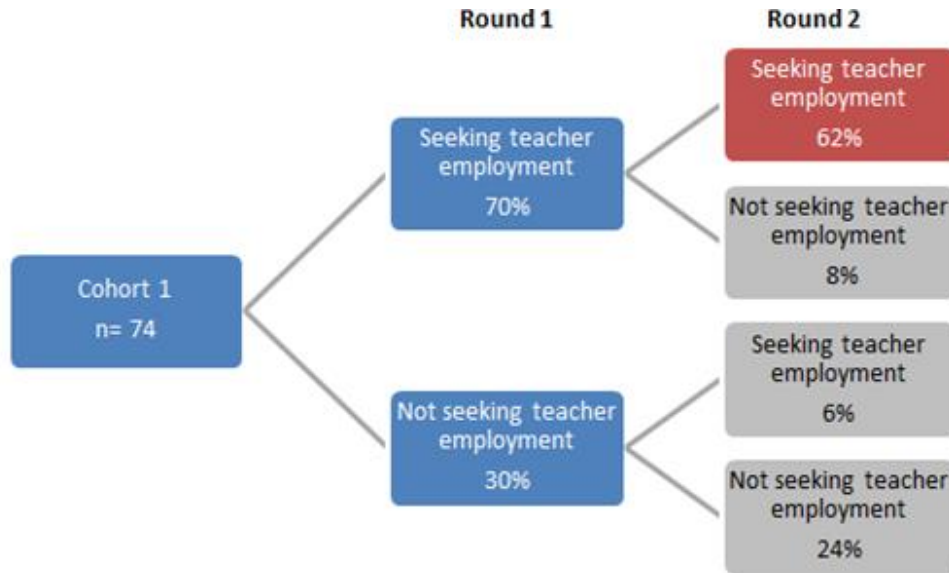 Round 1
Round 2
Cohort 1
n= 74
Seeking teacher
employment
70%
Not seeking teacher
employment
30%
Seeking teacher
employment
62%
Not seeking teacher
employment
8%
Seeking teacher
employment
6%
Not seeking teacher
employment
24%